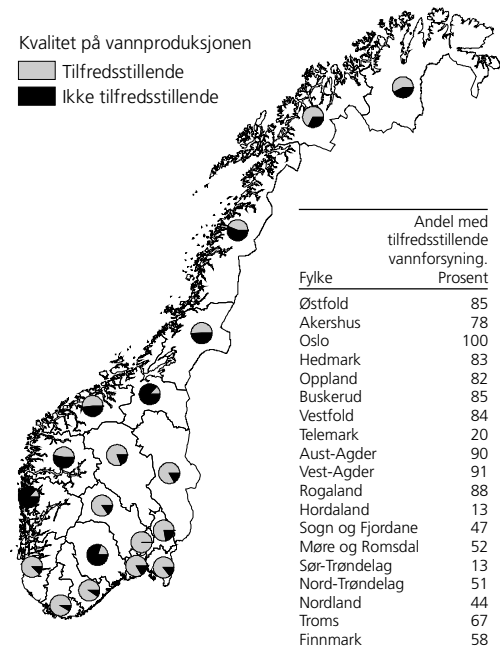 Kvalitet på vannproduksjonen
Tilfredsstillende
Ikke tilfredsstillende
Andel med
tilfredsstillende
vannforsyning.
Fylke Prosent
Østfold 85
Akershus 78
Oslo 100
Hedmark 83
Oppland 82
Buskerud 85
Vestfold 84
Telemark 20
Aust-Agder 90
Vest-Agder 91
Rogaland 88
Hordaland 13
Sogn og Fjordane 47
Møre og Romsdal 52
Sør-Trøndelag 13
Nord-Trøndelag 51
Nordland 44
Troms 67
Finnmark 58